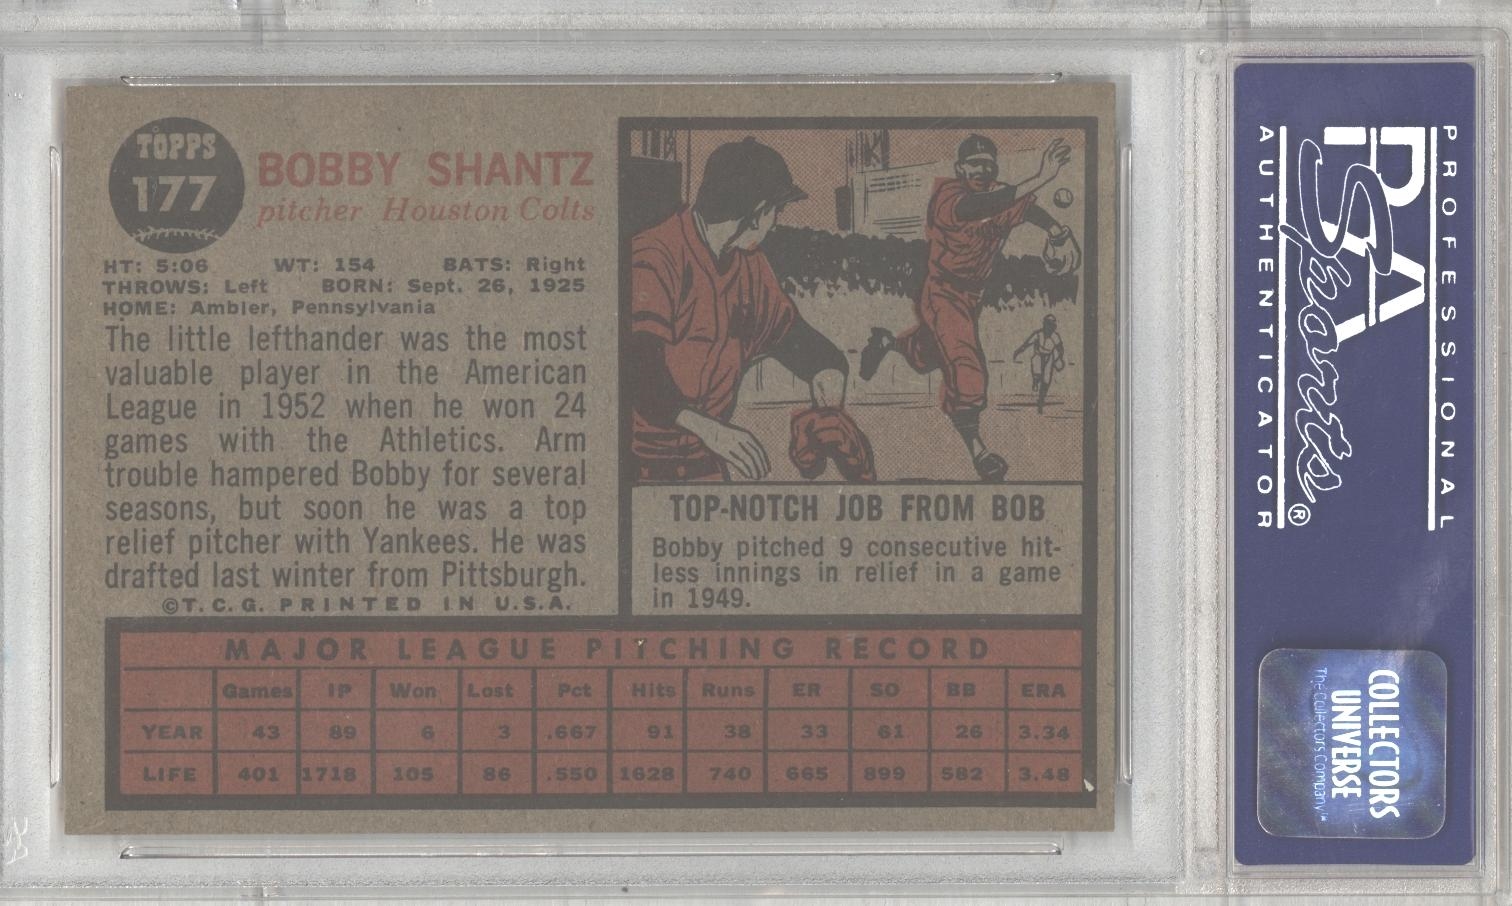 TOPPS
177
BOBBY SHANTZ
pitcher Houston Colts
HT: 5:06 WT: 154 BATS: Right
THROWS: Left BORN: Sept. 26, 1925
HOME: Ambler, Pennsylvania
The little lefthander was the most
valuable player in the American
League in 1952 when he won 24
games with the Athletics. Arm
trouble hampered Bobby for several
seasons, but soon he was a top
relief pitcher with Yankees. He was
drafted last winter from Pittsburgh.
©T.C.G. PRINTED IN U.S.A.
TOP-NOTCH JOB FROM BOB
Bobby pitched 9 consecutive hit-
less innings in relief in a game
in 1949.
MAJOR LEAGUE PITCHING RECORD
Games IP Won Lost Pct Hits Runs ER SO BB ERA
YEAR 43 89 6 3 .667 91 38 33 61 26 3.34
LIFE 401 1718 105 86 .550 1628 740 665 899 582 3.48
PROFESSIONAL
PSA
Sports®
AUTHENTICATOR
COLLECTORS
UNIVERSE
The Collectors Company™